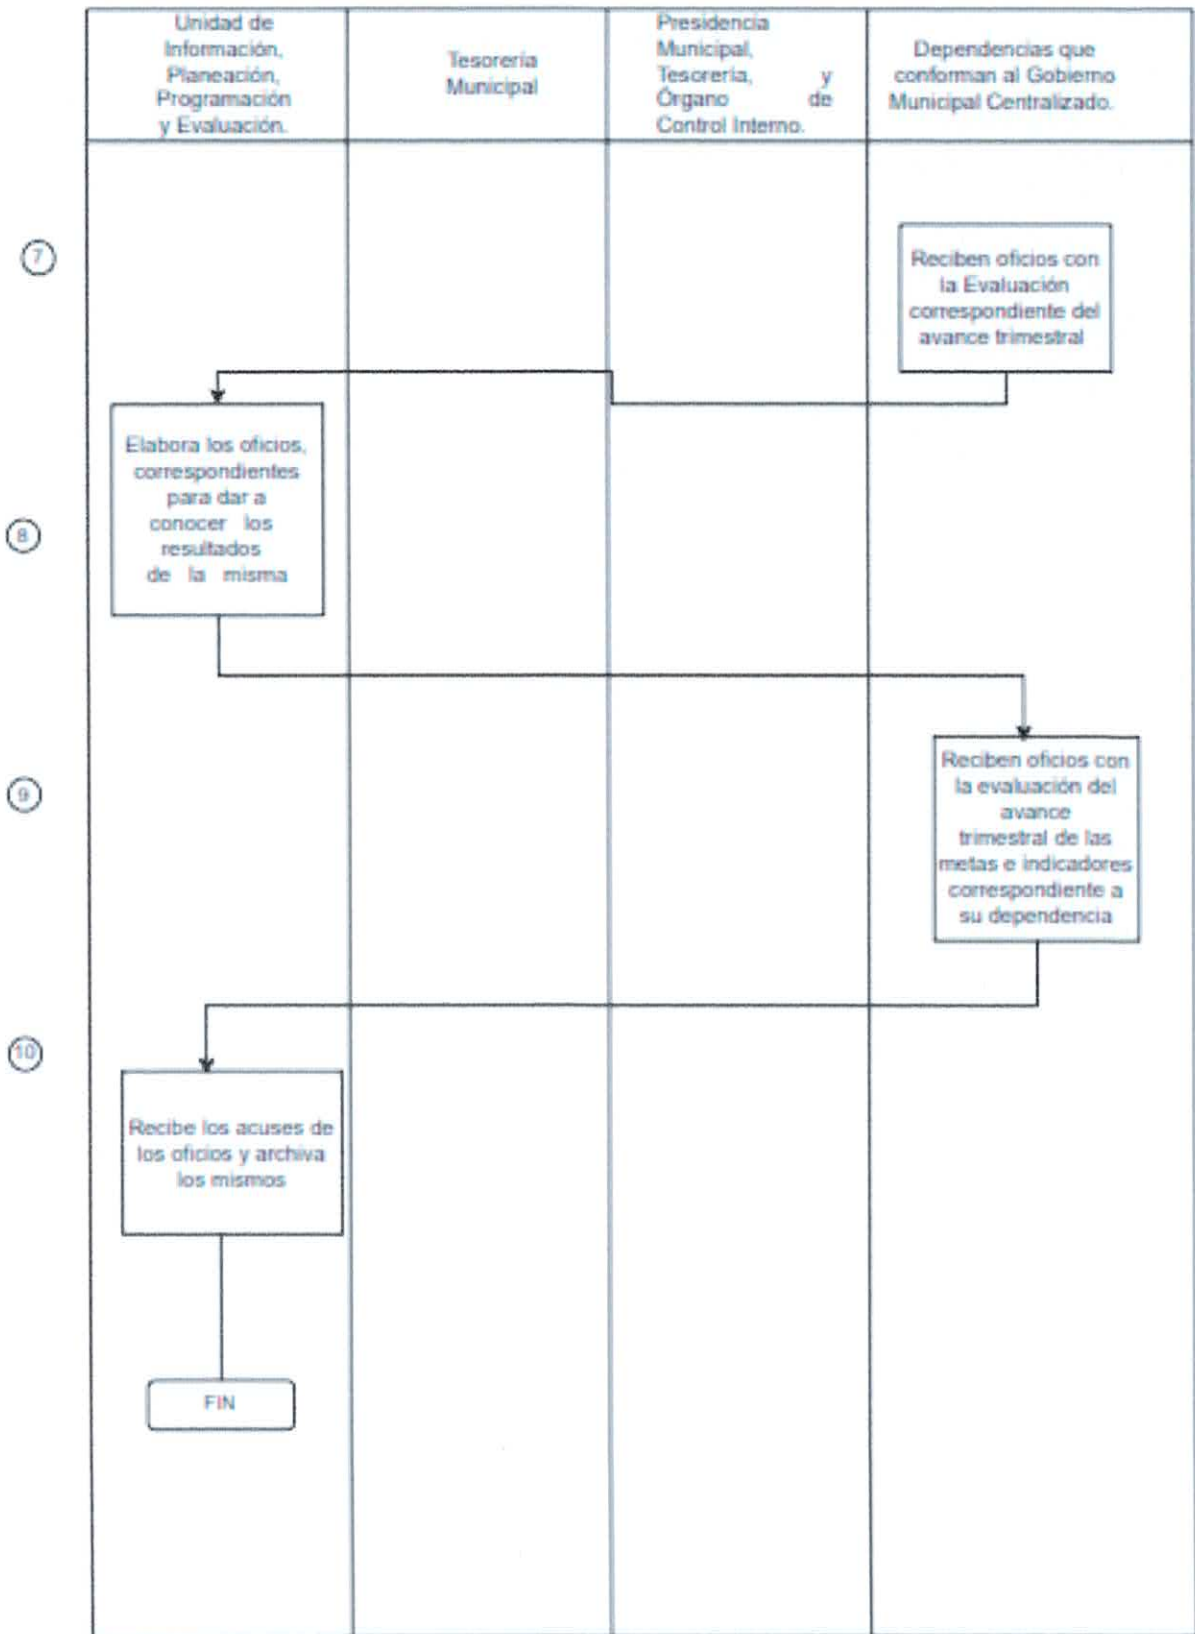 Unidad de
Información,
Planeación,
Programación
y Evaluación.
Tesorería
Municipal
Presidencia
Municipal,
Tesorería, y
Órgano de
Control Interno.
Dependencias que
conforman al Gobierno
Municipal Centralizado.
7
Reciben oficios con
la Evaluación
correspondiente del
avance trimestral
8
Elabora los oficios,
correspondientes
para dar a
conocer los
resultados
de la misma
9
Reciben oficios con
la evaluación del
avance
trimestral de las
metas e indicadores
correspondiente a
su dependencia
10
Recibe los acuses de
los oficios y archiva
los mismos
FIN